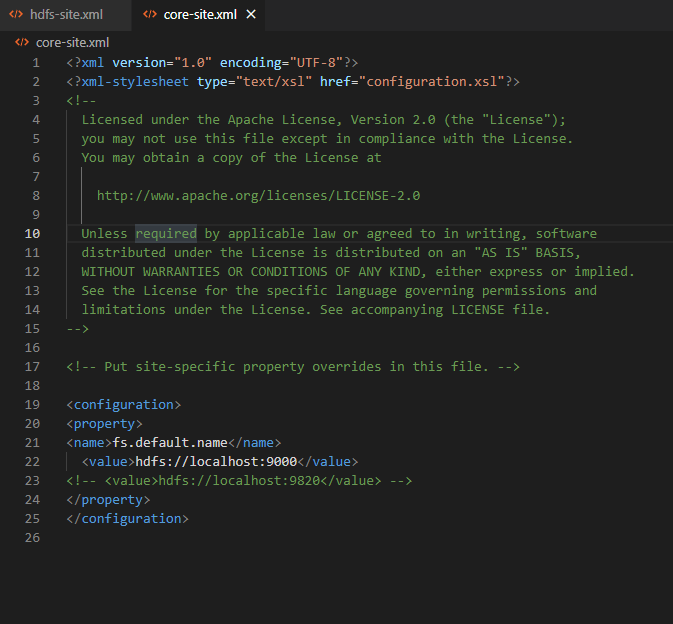 hdfs-site.xml core-site.xml
core-site.xml
1 <?xml version="1.0" encoding="UTF-8"?>
2 <?xml-stylesheet type="text/xsl" href="configuration.xsl"?>
3 <!--
4 Licensed under the Apache License, Version 2.0 (the "License");
5 you may not use this file except in compliance with the License.
6 You may obtain a copy of the License at
7
8 http://www.apache.org/licenses/LICENSE-2.0
9
10 Unless required by applicable law or agreed to in writing, software
11 distributed under the License is distributed on an "AS IS" BASIS,
12 WITHOUT WARRANTIES OR CONDITIONS OF ANY KIND, either express or implied.
13 See the License for the specific language governing permissions and
14 limitations under the License. See accompanying LICENSE file.
15 -->
16
17 <!-- Put site-specific property overrides in this file. -->
18
19 <configuration>
20 <property>
21 <name>fs.default.name</name>
22 <value>hdfs://localhost:9000</value>
23 <!-- <value>hdfs://localhost:9820</value> -->
24 </property>
25 </configuration>
26